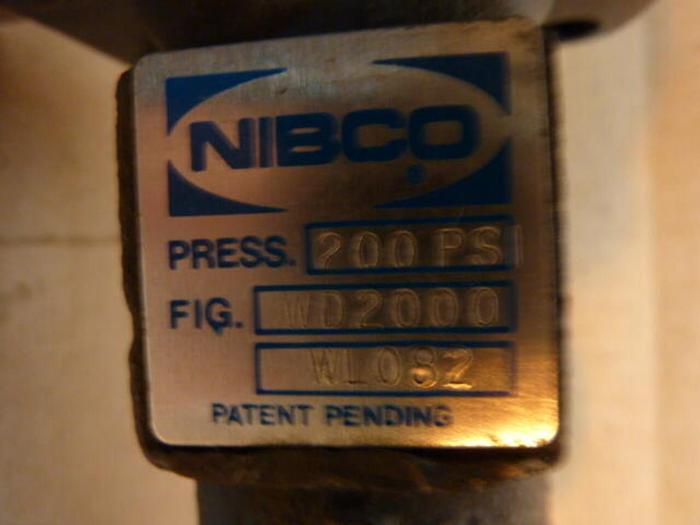 NIBCO®
PRESS. 200 PSI
FIG. WD2000
WL082
PATENT PENDING